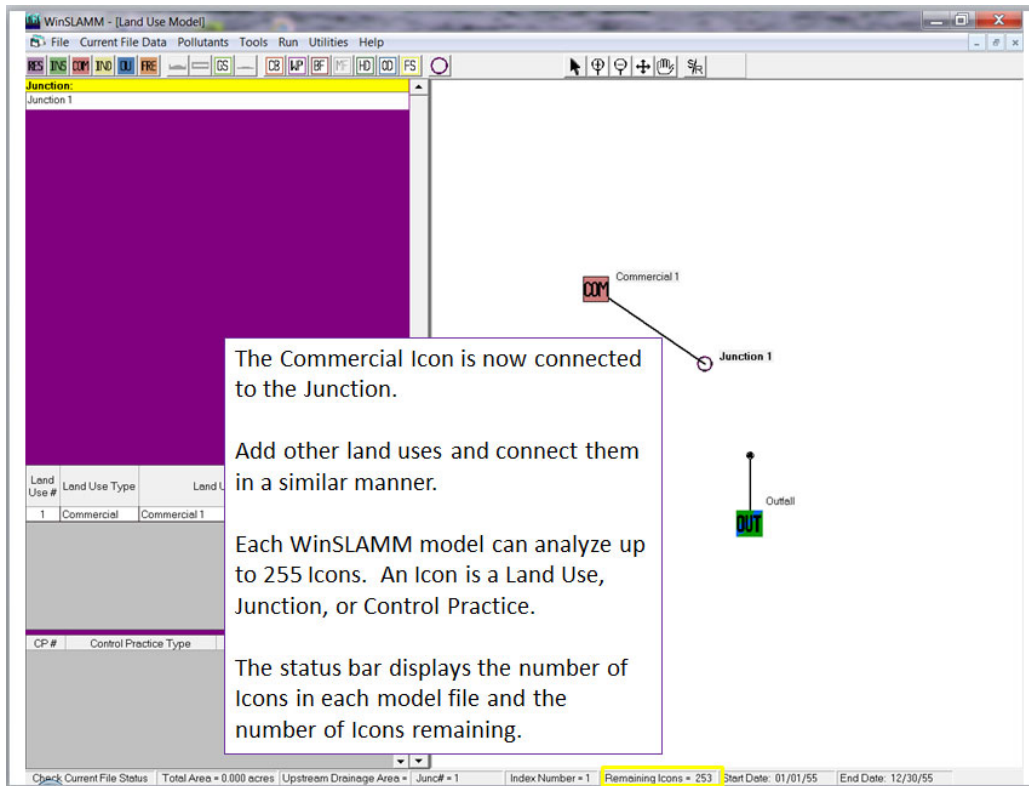 WinSLAMM - [Land Use Model]
File Current File Data Pollutants Tools Run Utilities Help
RES INS COM IND OU FRE GS CB WP BF MF HD OD FS S/R
Junction:
Junction 1
Commercial 1
COM
Junction 1
Outfall
OUT
The Commercial Icon is now connected
to the Junction.
Add other land uses and connect them
in a similar manner.
Each WinSLAMM model can analyze up
to 255 Icons. An Icon is a Land Use,
Junction, or Control Practice.
The status bar displays the number of
Icons in each model file and the
number of Icons remaining.
Land Use # Land Use Type Land U
1 Commercial Commercial 1
CP # Control Practice Type
Check Current File Status Total Area = 0.000 acres Upstream Drainage Area = Junc# = 1 Index Number = 1 Remaining Icons = 253 Start Date: 01/01/55 End Date: 12/30/55